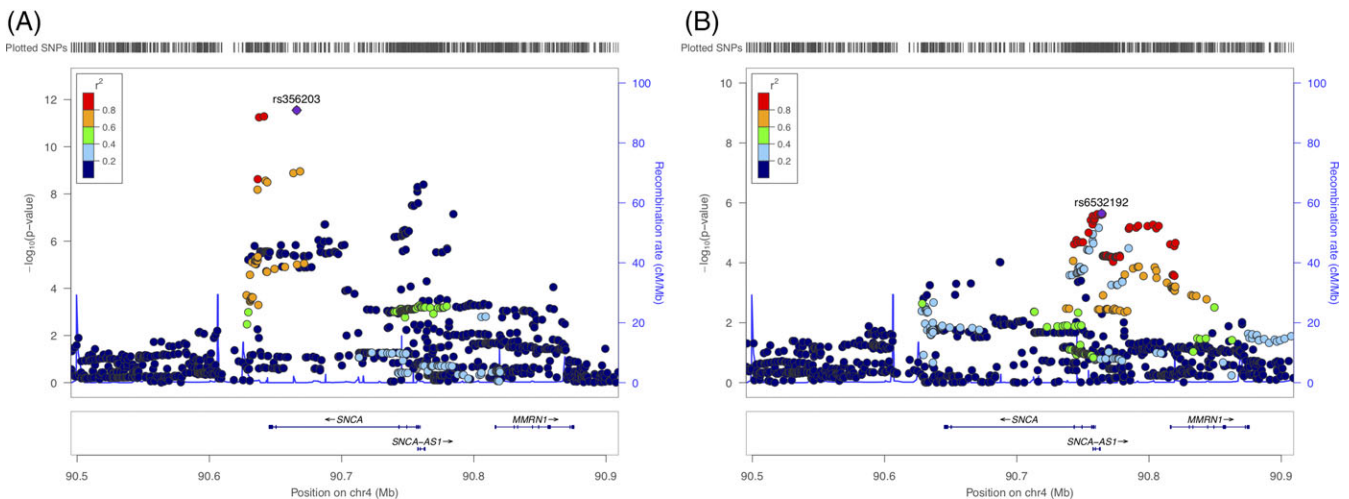 (A)
Plotted SNPs
r2
0.8
0.6
0.4
0.2
rs356203
12
10
8
6
4
2
0
−log10(p−value)
100
80
60
40
20
0
Recombination rate (cM/Mb)
←SNCA
MMRN1→
SNCA−AS1→
90.5
90.6
90.7
90.8
90.9
Position on chr4 (Mb)
(B)
Plotted SNPs
r2
0.8
0.6
0.4
0.2
rs6532192
10
8
6
4
2
0
−log10(p−value)
100
80
60
40
20
0
Recombination rate (cM/Mb)
←SNCA
MMRN1→
SNCA−AS1→
90.5
90.6
90.7
90.8
90.9
Position on chr4 (Mb)